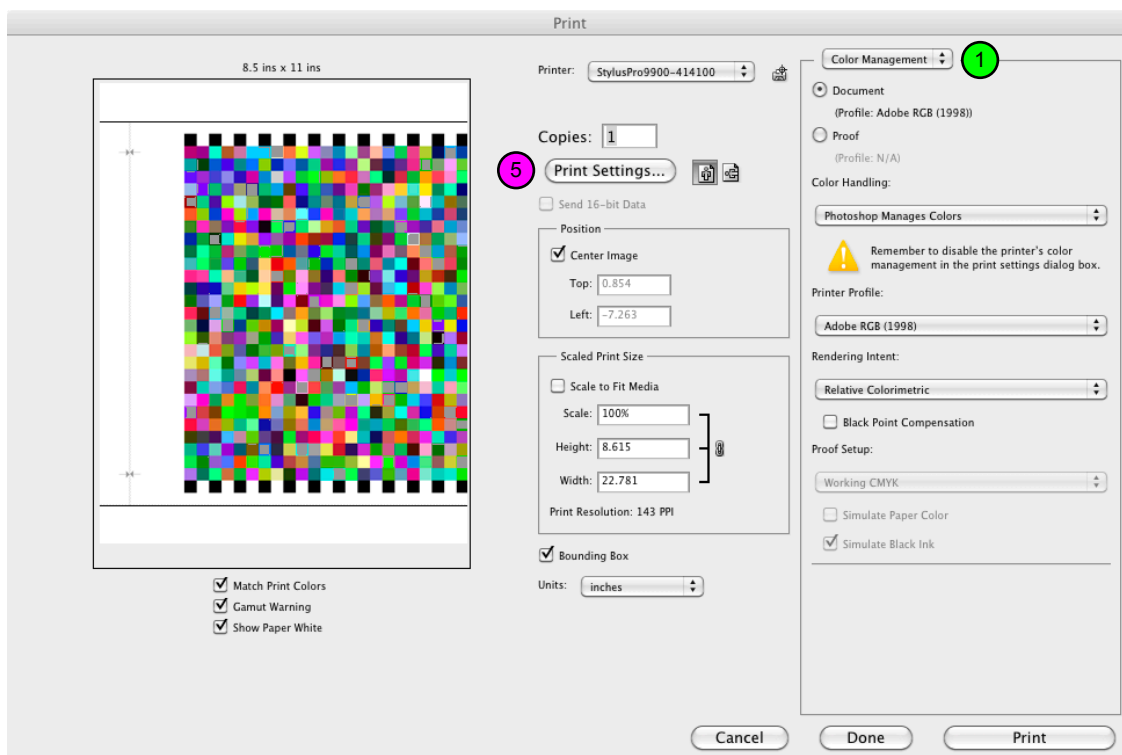 Print
8.5 ins x 11 ins
Match Print Colors
Gamut Warning
Show Paper White
Printer: StylusPro9900-414100
Copies: 1
5 Print Settings...
Send 16-bit Data
Position
Center Image
Top: 0.854
Left: -7.263
Scaled Print Size
Scale to Fit Media
Scale: 100%
Height: 8.615
Width: 22.781
Print Resolution: 143 PPI
Bounding Box
Units: inches
Color Management 1
Document
(Profile: Adobe RGB (1998))
Proof
(Profile: N/A)
Color Handling:
Photoshop Manages Colors
Remember to disable the printer's color
management in the print settings dialog box.
Printer Profile:
Adobe RGB (1998)
Rendering Intent:
Relative Colorimetric
Black Point Compensation
Proof Setup:
Working CMYK
Simulate Paper Color
Simulate Black Ink
Cancel
Done
Print